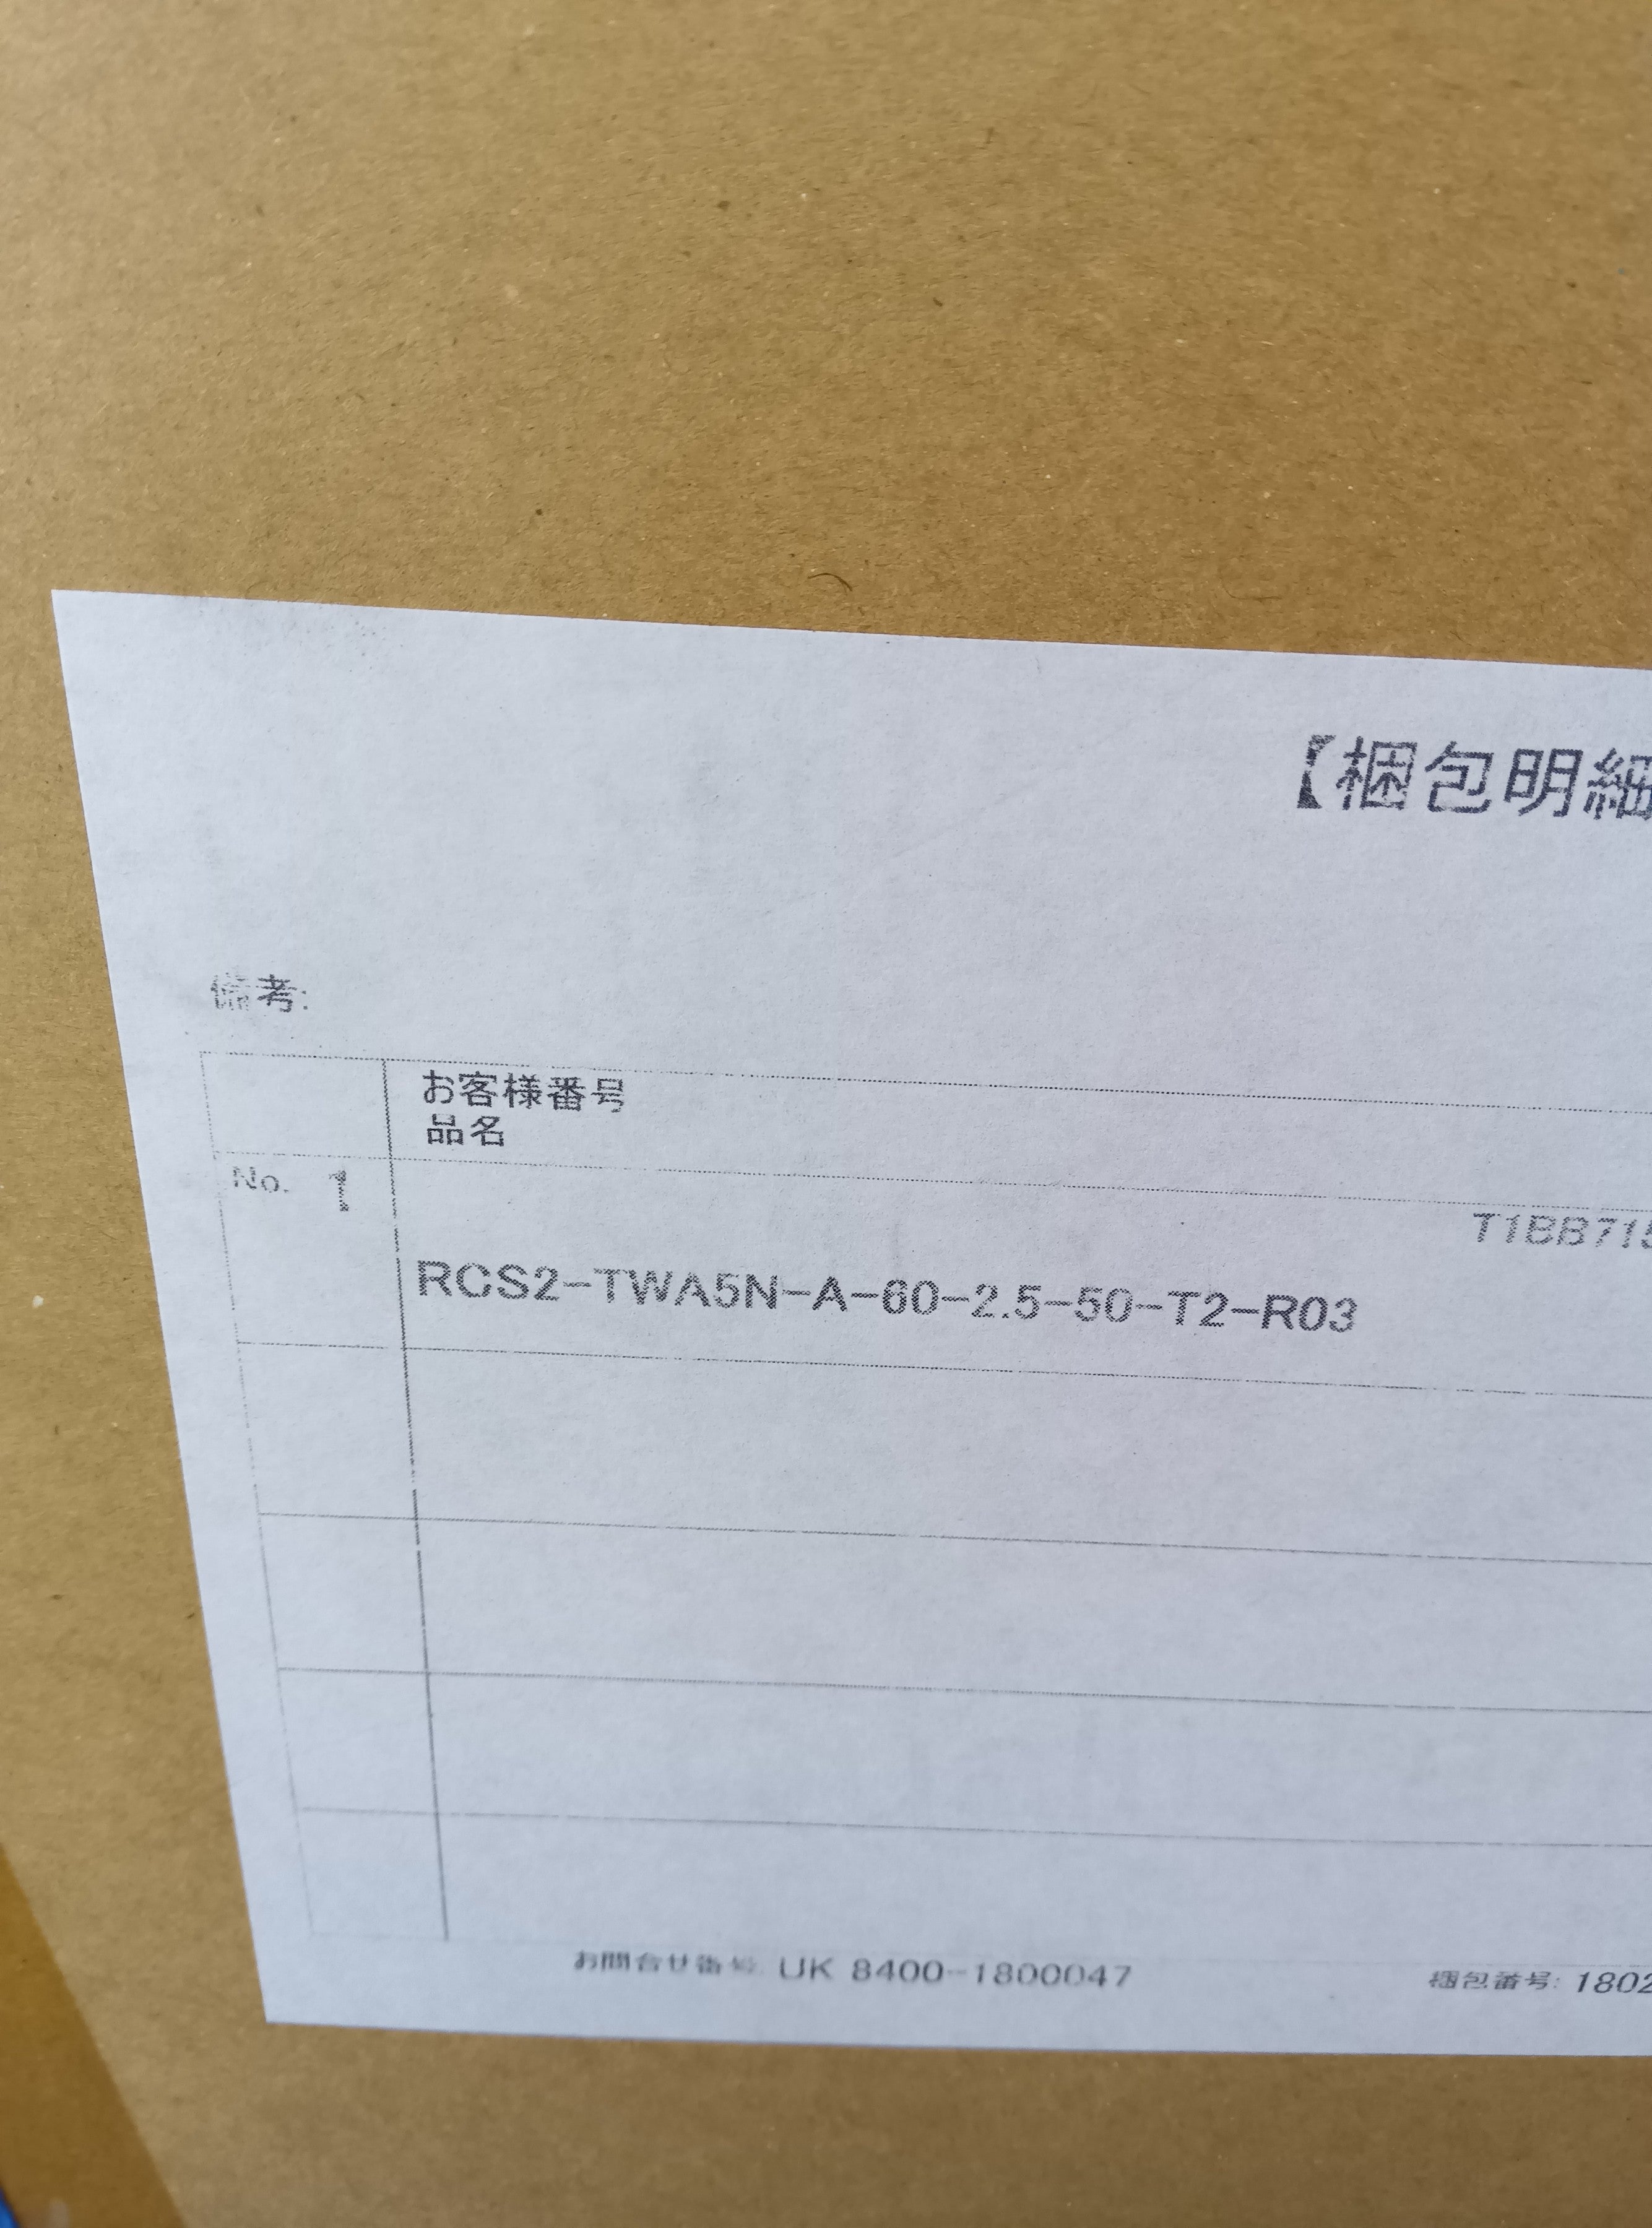 【梱包明細
備考:
お客様番号
品名
No. 1
T1BB715
RCS2-TWA5N-A-60-2.5-50-T2-R03
お問合せ番号: UK 8400-1800047
梱包番号: 1802